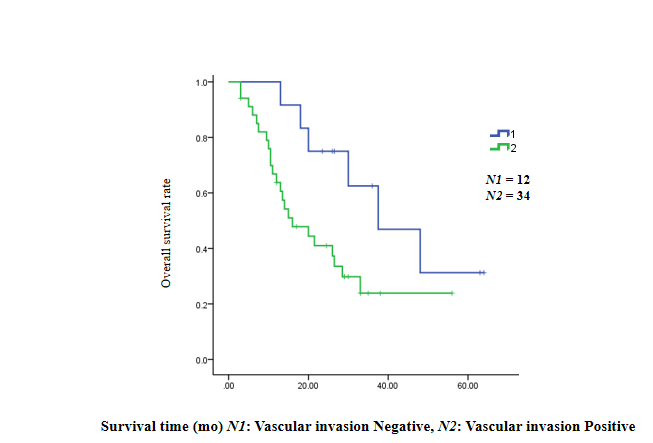 1.0
0.8
0.6
0.4
0.2
0.0
Overall survival rate
.00 20.00 40.00 60.00
1
2
N1 = 12
N2 = 34
Survival time (mo) N1: Vascular invasion Negative, N2: Vascular invasion Positive